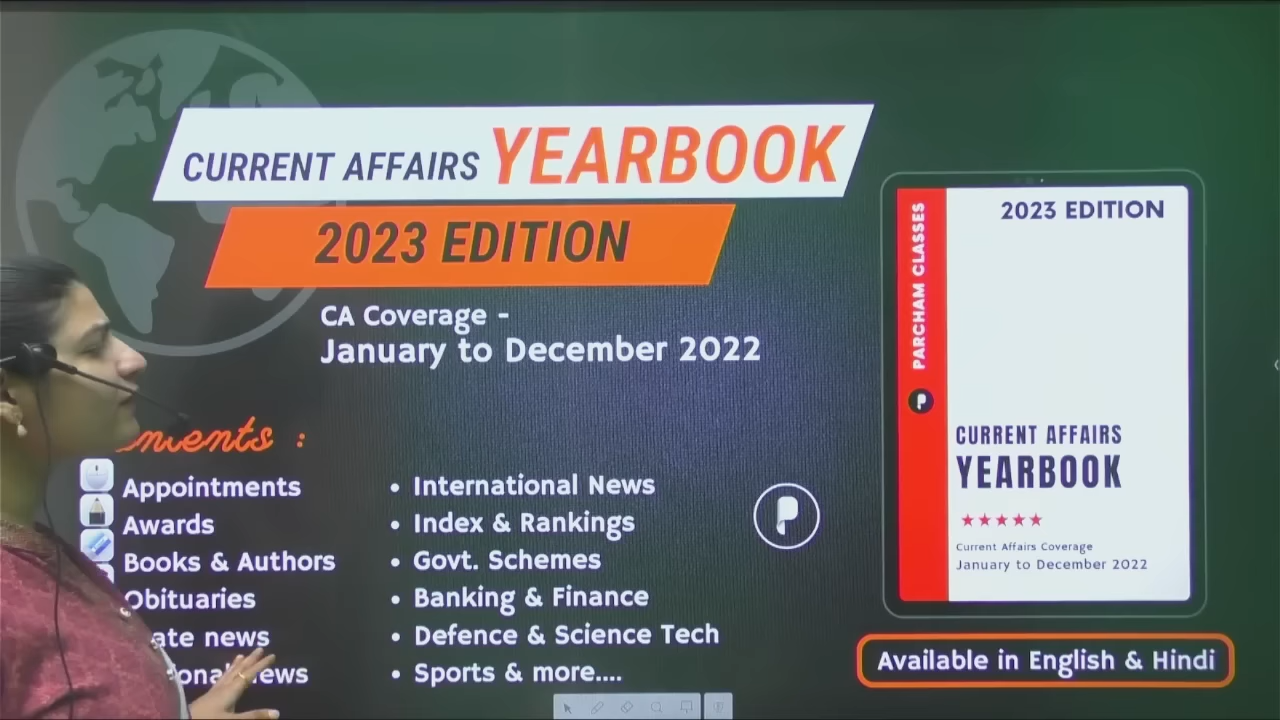 CURRENT AFFAIRS YEARBOOK
2023 EDITION
CA Coverage -
January to December 2022
Appointments
Awards
Books & Authors
Obituaries
news
• International News
• Index & Rankings
• Govt. Schemes
• Banking & Finance
• Defence & Science Tech
• Sports & more....
PARCHAM CLASSES
2023 EDITION
CURRENT AFFAIRS
YEARBOOK
Current Affairs Coverage
January to December 2022
Available in English & Hindi